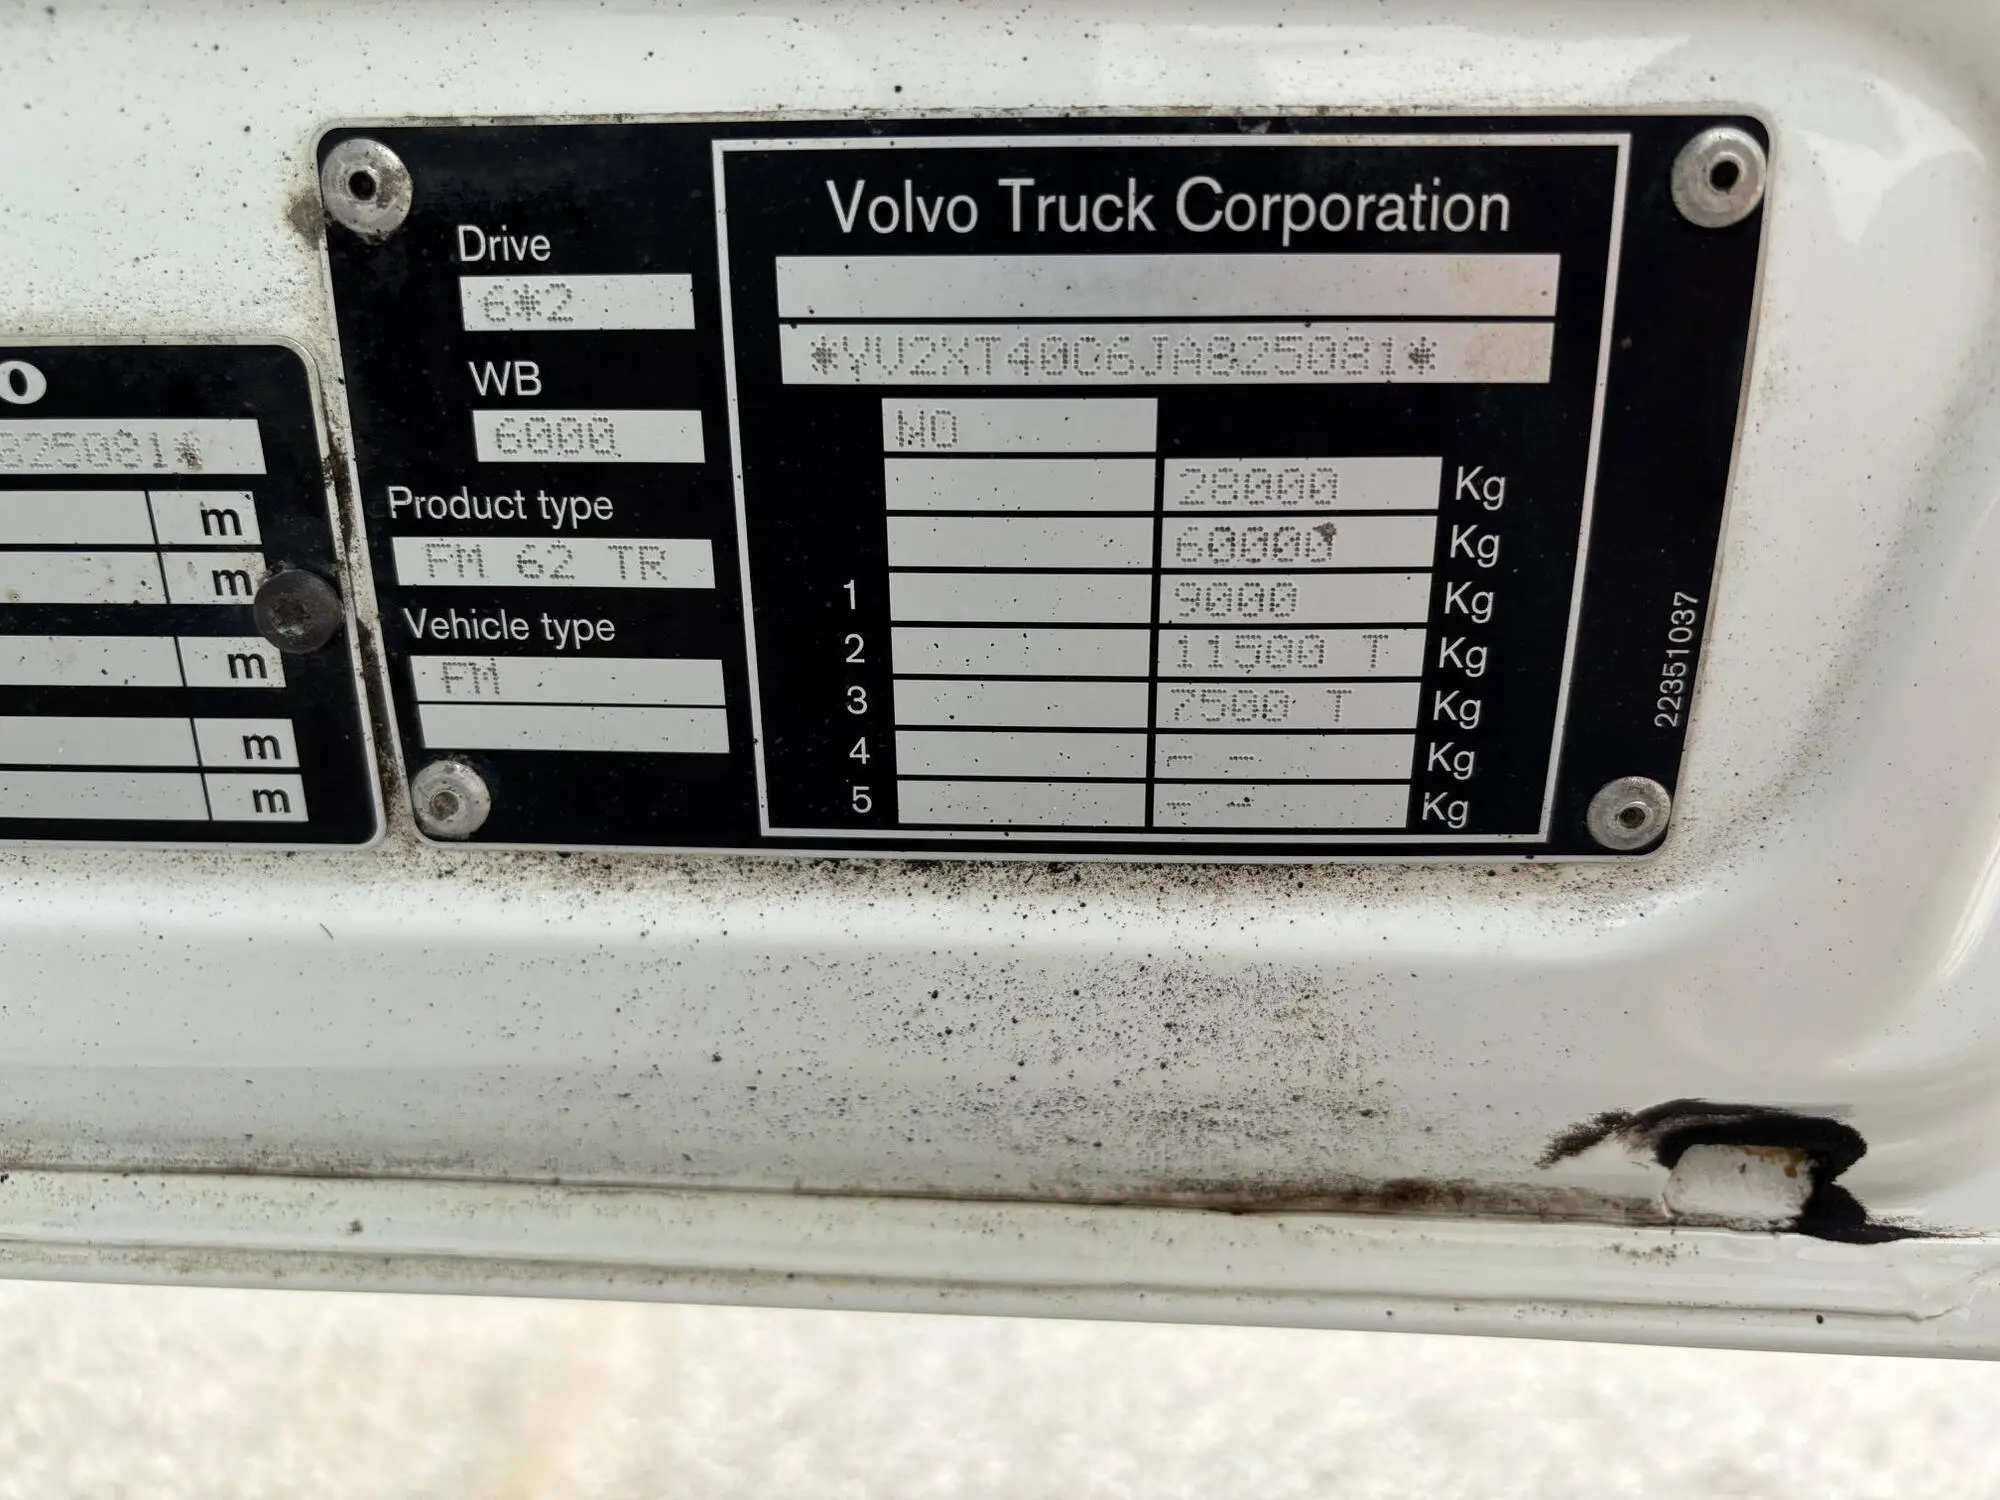 o
B25081*
m
m
m
m
m
Drive
6*2
WB
6000
Product type
FM 62 TR
Vehicle type
FM
Volvo Truck Corporation
*YV2XT40C6JA825081*
WO
28000 Kg
60000 Kg
1 9000 Kg
2 11500 T Kg
3 7500 T Kg
4 - - Kg
5 - - Kg
22351037